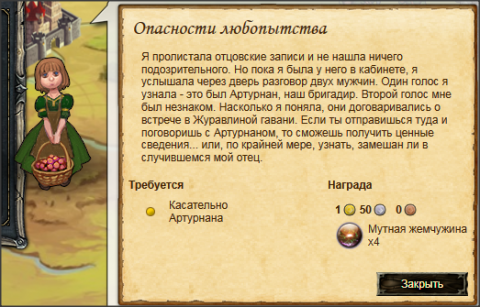 Опасности любопытства
Я пролистала отцовские записи и не нашла ничего
подозрительного. Но пока я была у него в кабинете, я
услышала через дверь разговор двух мужчин. Один голос я
узнала - это был Артурнан, наш бригадир. Второй голос мне
был незнаком. Насколько я поняла, они договаривались о
встрече в Журавлиной гавани. Если ты отправишься туда и
поговоришь с Артурнаном, то сможешь получить ценные
сведения... или, по крайней мере, узнать, замешан ли в
случившемся мой отец.
Требуется
Награда
Касательно
Артурнана
1 50 0
Мутная жемчужина
x4
Закрыть